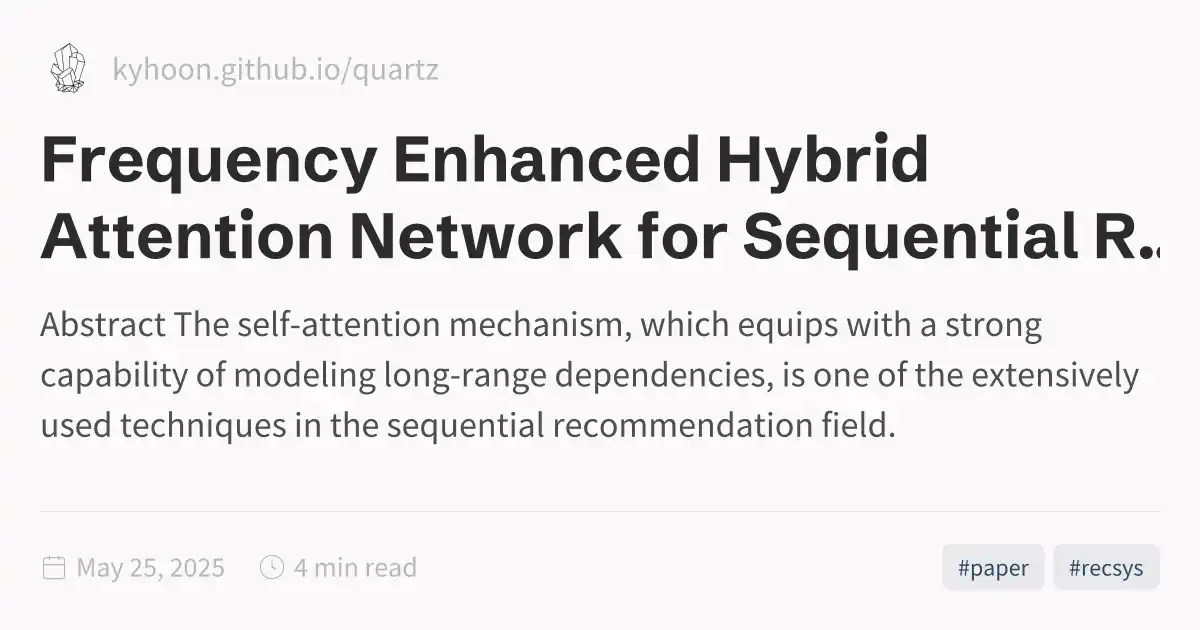 kyhoon.github.io/quartz
Frequency Enhanced Hybrid
Attention Network for Sequential R..
Abstract The self-attention mechanism, which equips with a strong
capability of modeling long-range dependencies, is one of the extensively
used techniques in the sequential recommendation field.
May 25, 2025 4 min read #paper #recsys